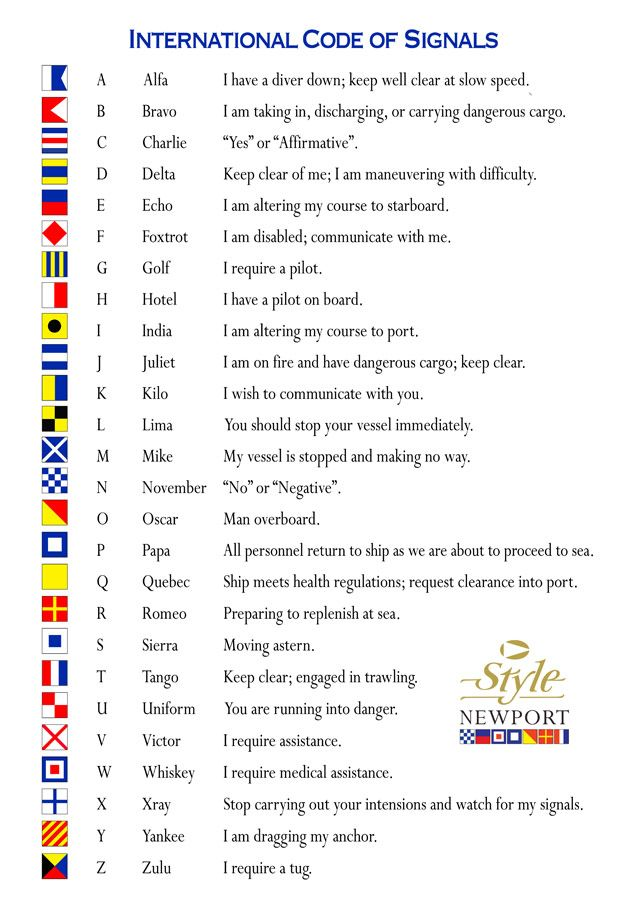 INTERNATIONAL CODE OF SIGNALS
A Alfa I have a diver down; keep well clear at slow speed.
B Bravo I am taking in, discharging, or carrying dangerous cargo.
C Charlie “Yes” or “Affirmative”.
D Delta Keep clear of me; I am maneuvering with difficulty.
E Echo I am altering my course to starboard.
F Foxtrot I am disabled; communicate with me.
G Golf I require a pilot.
H Hotel I have a pilot on board.
I India I am altering my course to port.
J Juliet I am on fire and have dangerous cargo; keep clear.
K Kilo I wish to communicate with you.
L Lima You should stop your vessel immediately.
M Mike My vessel is stopped and making no way.
N November “No” or “Negative”.
O Oscar Man overboard.
P Papa All personnel return to ship as we are about to proceed to sea.
Q Quebec Ship meets health regulations; request clearance into port.
R Romeo Preparing to replenish at sea.
S Sierra Moving astern.
T Tango Keep clear; engaged in trawling.
U Uniform You are running into danger.
V Victor I require assistance.
W Whiskey I require medical assistance.
X Xray Stop carrying out your intensions and watch for my signals.
Y Yankee I am dragging my anchor.
Z Zulu I require a tug.
Style
NEWPORT